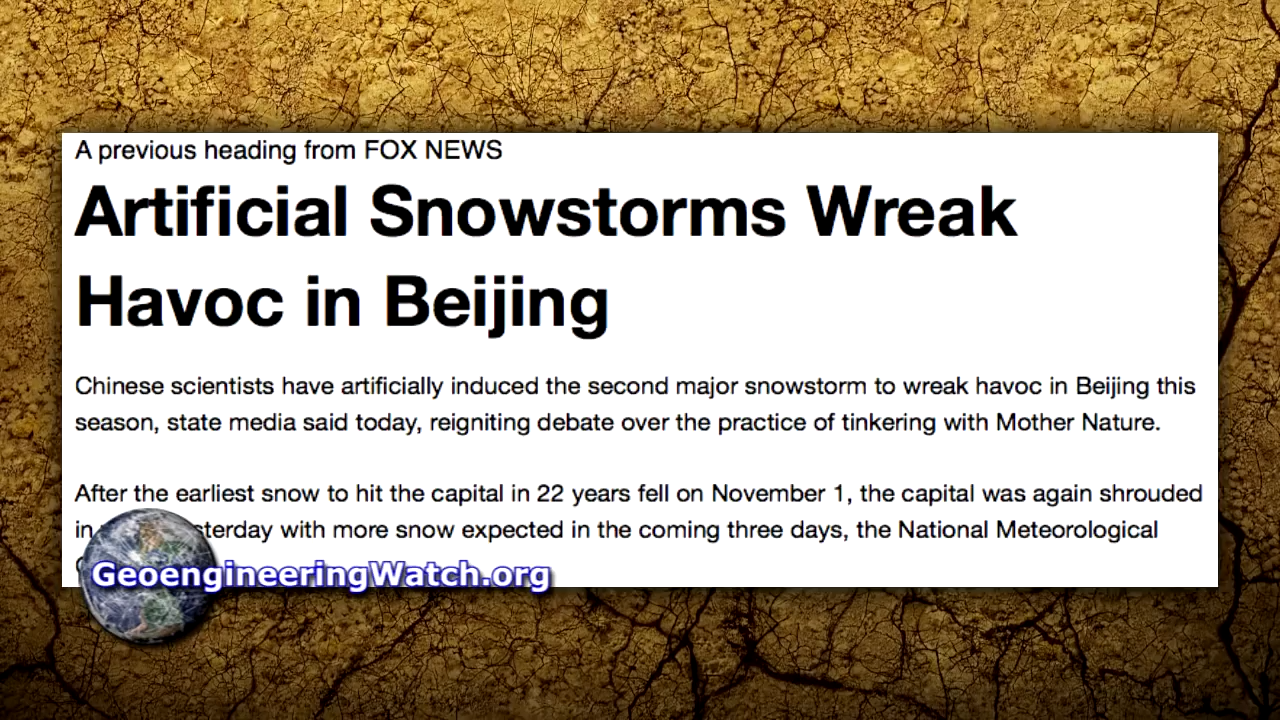 A previous heading from FOX NEWS
Artificial Snowstorms Wreak
Havoc in Beijing
Chinese scientists have artificially induced the second major snowstorm to wreak havoc in Beijing this
season, state media said today, reigniting debate over the practice of tinkering with Mother Nature.
After the earliest snow to hit the capital in 22 years fell on November 1, the capital was again shrouded
in with more snow expected in the coming three days, the National Meteorological
GeoengineeringWatch.org